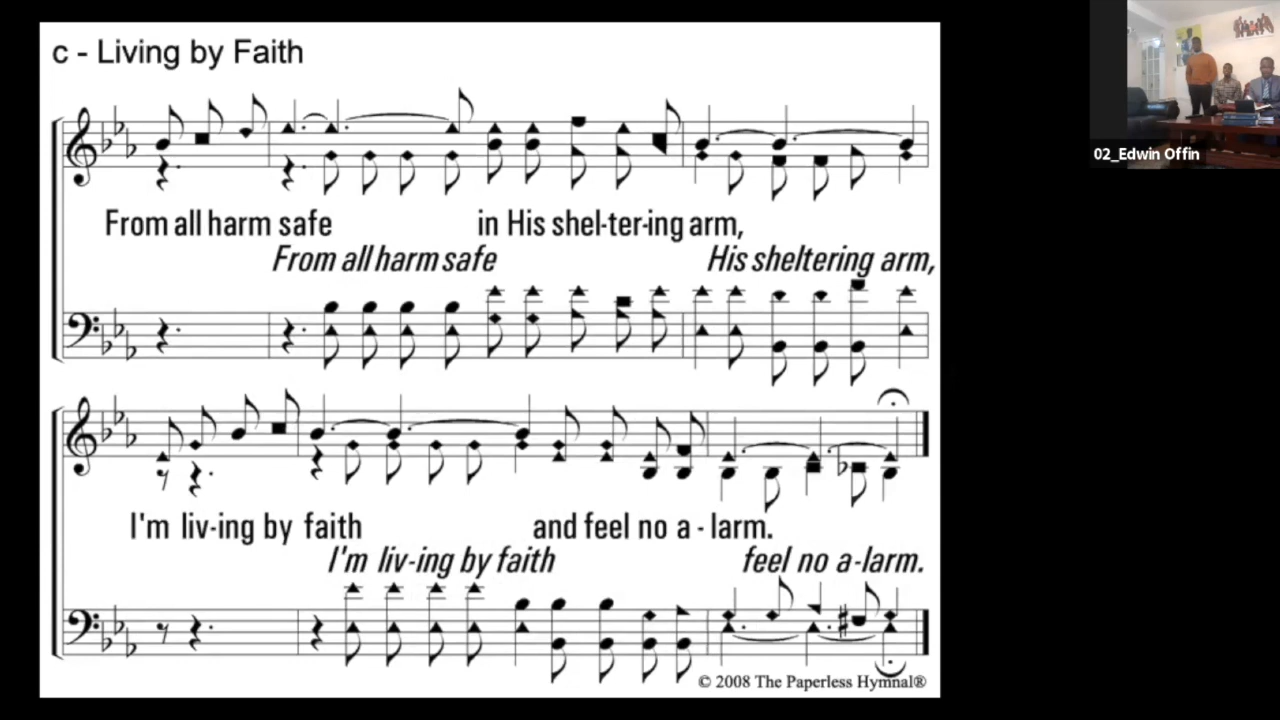 c - Living by Faith
From all harm safe in His shel-ter-ing arm,
From all harm safe His sheltering arm,
I'm liv-ing by faith and feel no a - larm.
I'm liv-ing by faith feel no a-larm.
© 2008 The Paperless Hymnal®
02_Edwin Offin